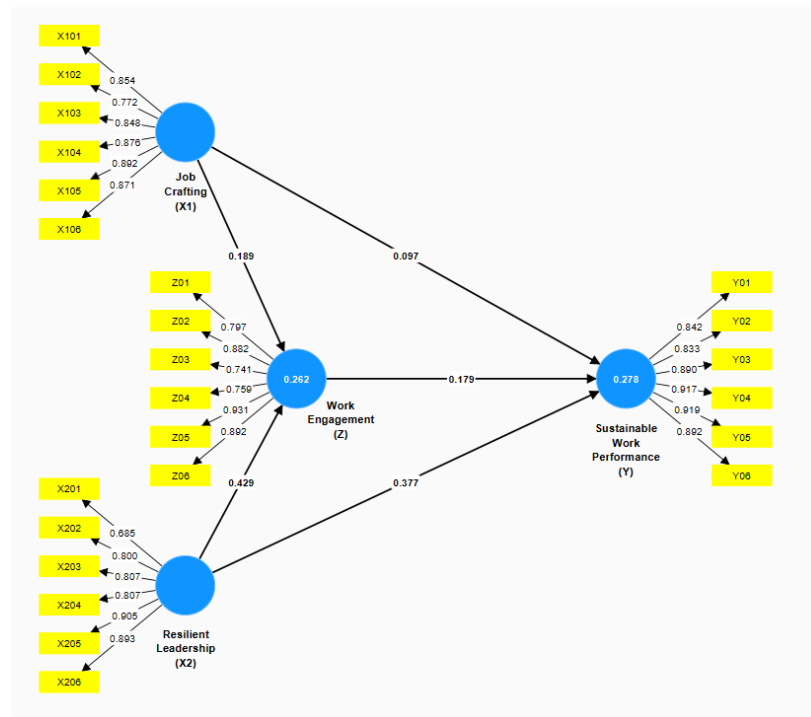 X101
X102
X103
X104
X105
X106
0.854
0.772
0.848
0.876
0.892
0.871
Job
Crafting
(X1)
0.189
0.097
Z01
Z02
Z03
Z04
Z05
Z06
0.797
0.882
0.741
0.759
0.931
0.892
0.262
Work
Engagement
(Z)
0.179
Y01
Y02
Y03
Y04
Y05
Y06
0.842
0.833
0.890
0.917
0.919
0.892
0.278
Sustainable
Work
Performance
(Y)
0.429
0.377
X201
X202
X203
X204
X205
X206
0.685
0.800
0.807
0.807
0.905
0.893
Resilient
Leadership
(X2)